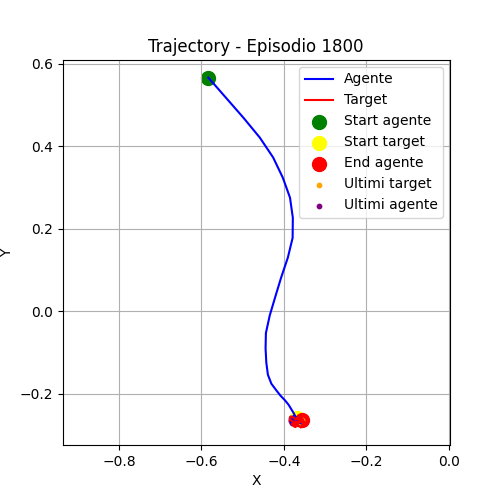 Trajectory - Episodio 1800
0.6
0.4
0.2
0.0
−0.2
Y
Agente
Target
Start agente
Start target
End agente
Ultimi target
Ultimi agente
−0.8
−0.6
−0.4
−0.2
0.0
X